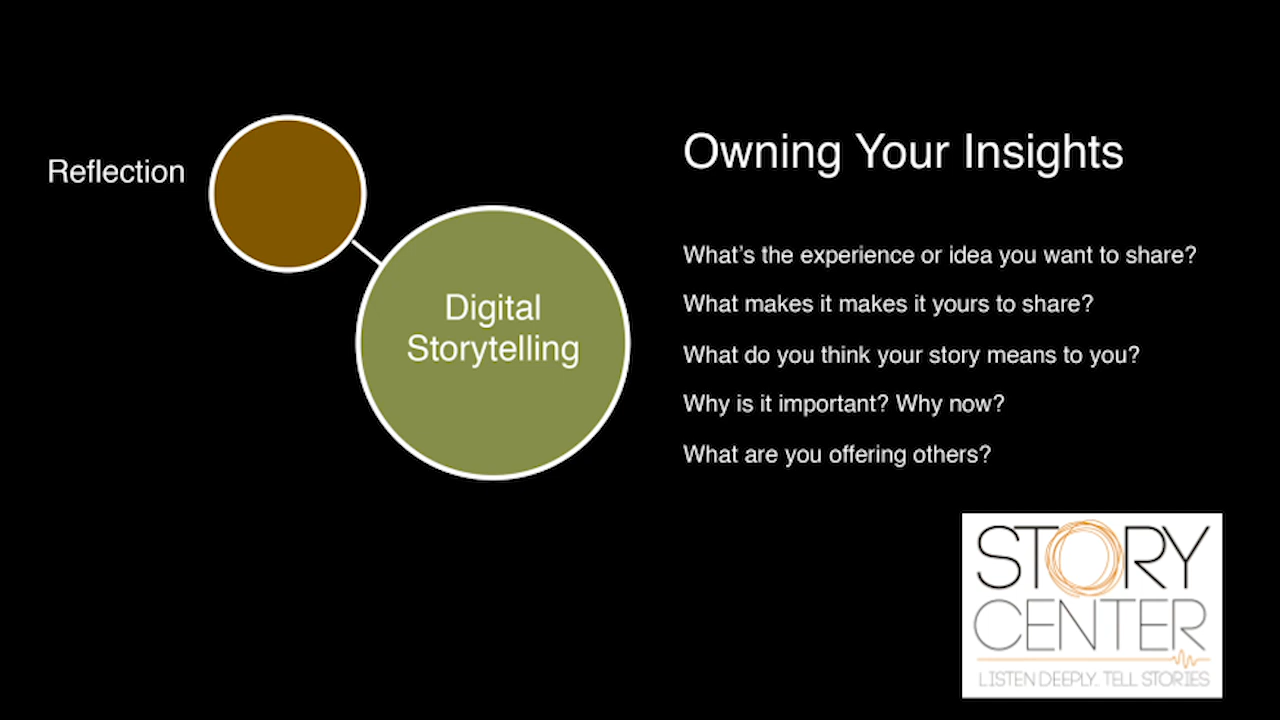 Reflection
Digital
Storytelling
Owning Your Insights
What's the experience or idea you want to share?
What makes it makes it yours to share?
What do you think your story means to you?
Why is it important? Why now?
What are you offering others?
STORY
CENTER
LISTEN DEEPLY. TELL STORIES